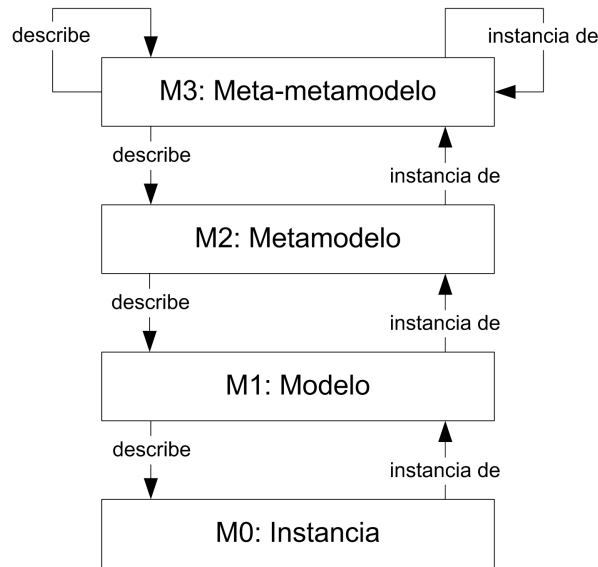 describe
instancia de
M3: Meta-metamodelo
describe
instancia de
M2: Metamodelo
describe
instancia de
M1: Modelo
describe
instancia de
M0: Instancia